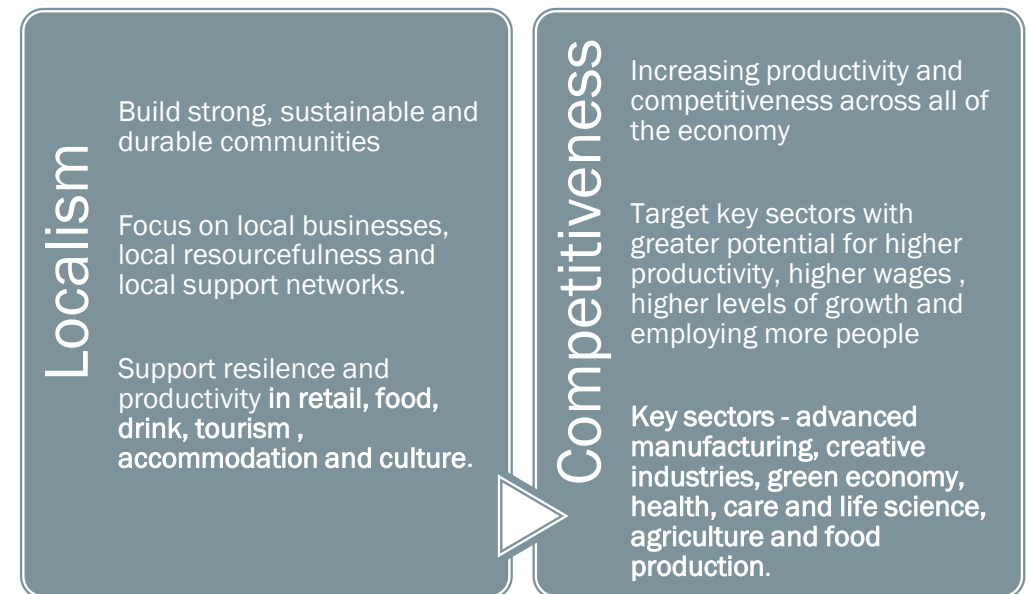 Localism
Build strong, sustainable and
durable communities
Focus on local businesses,
local resourcefulness and
local support networks.
Support resilence and
productivity in retail, food,
drink, tourism ,
accommodation and culture.
Competitiveness
Increasing productivity and
competitiveness across all of
the economy
Target key sectors with
greater potential for higher
productivity, higher wages ,
higher levels of growth and
employing more people
Key sectors - advanced
manufacturing, creative
industries, green economy,
health, care and life science,
agriculture and food
production.